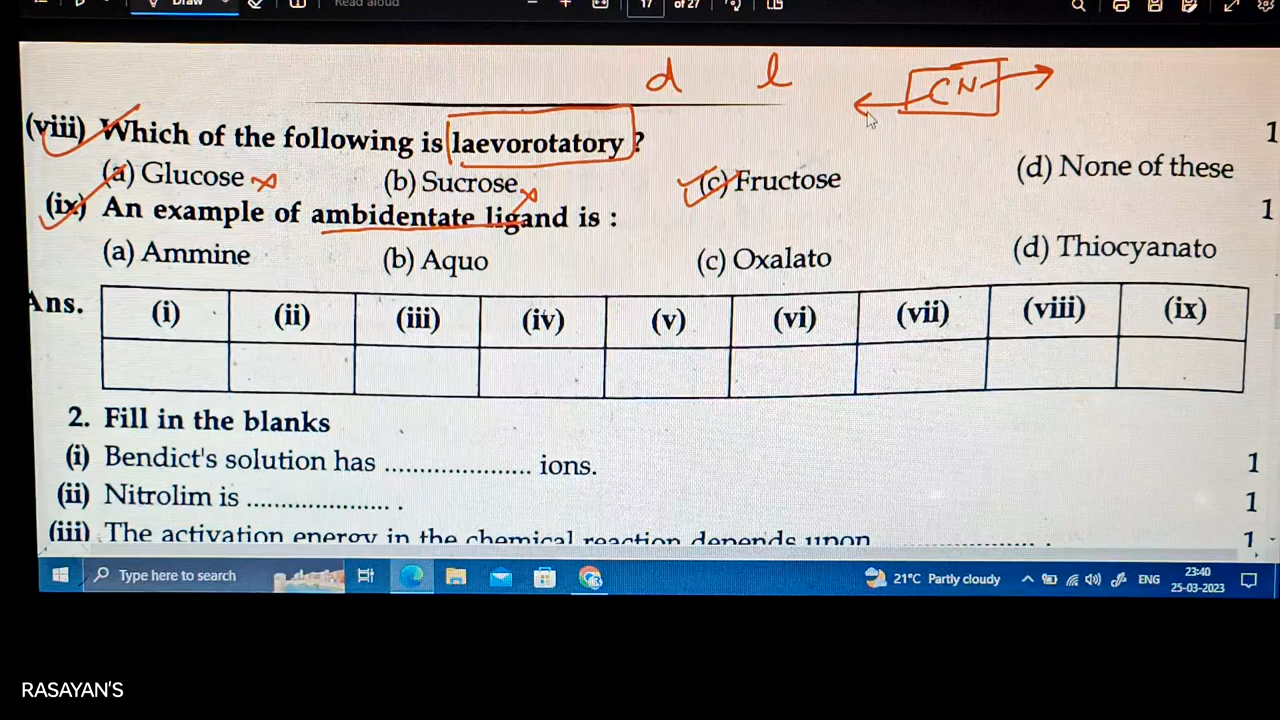 Draw
Read aloud
17 of 27
d l CN
(viii) Which of the following is laevorotatory ? 1
(a) Glucose (b) Sucrose (c) Fructose (d) None of these
(ix) An example of ambidentate ligand is : 1
(a) Ammine (b) Aquo (c) Oxalato (d) Thiocyanato
Ans. (i) (ii) (iii) (iv) (v) (vi) (vii) (viii) (ix)
2. Fill in the blanks
(i) Bendict's solution has ..................... ions. 1
(ii) Nitrolim is ..................... . 1
(iii) The activation energy in the chemical reaction depends upon ..................... . 1
Type here to search
21°C Partly cloudy
ENG
23:40
25-03-2023
RASAYAN'S